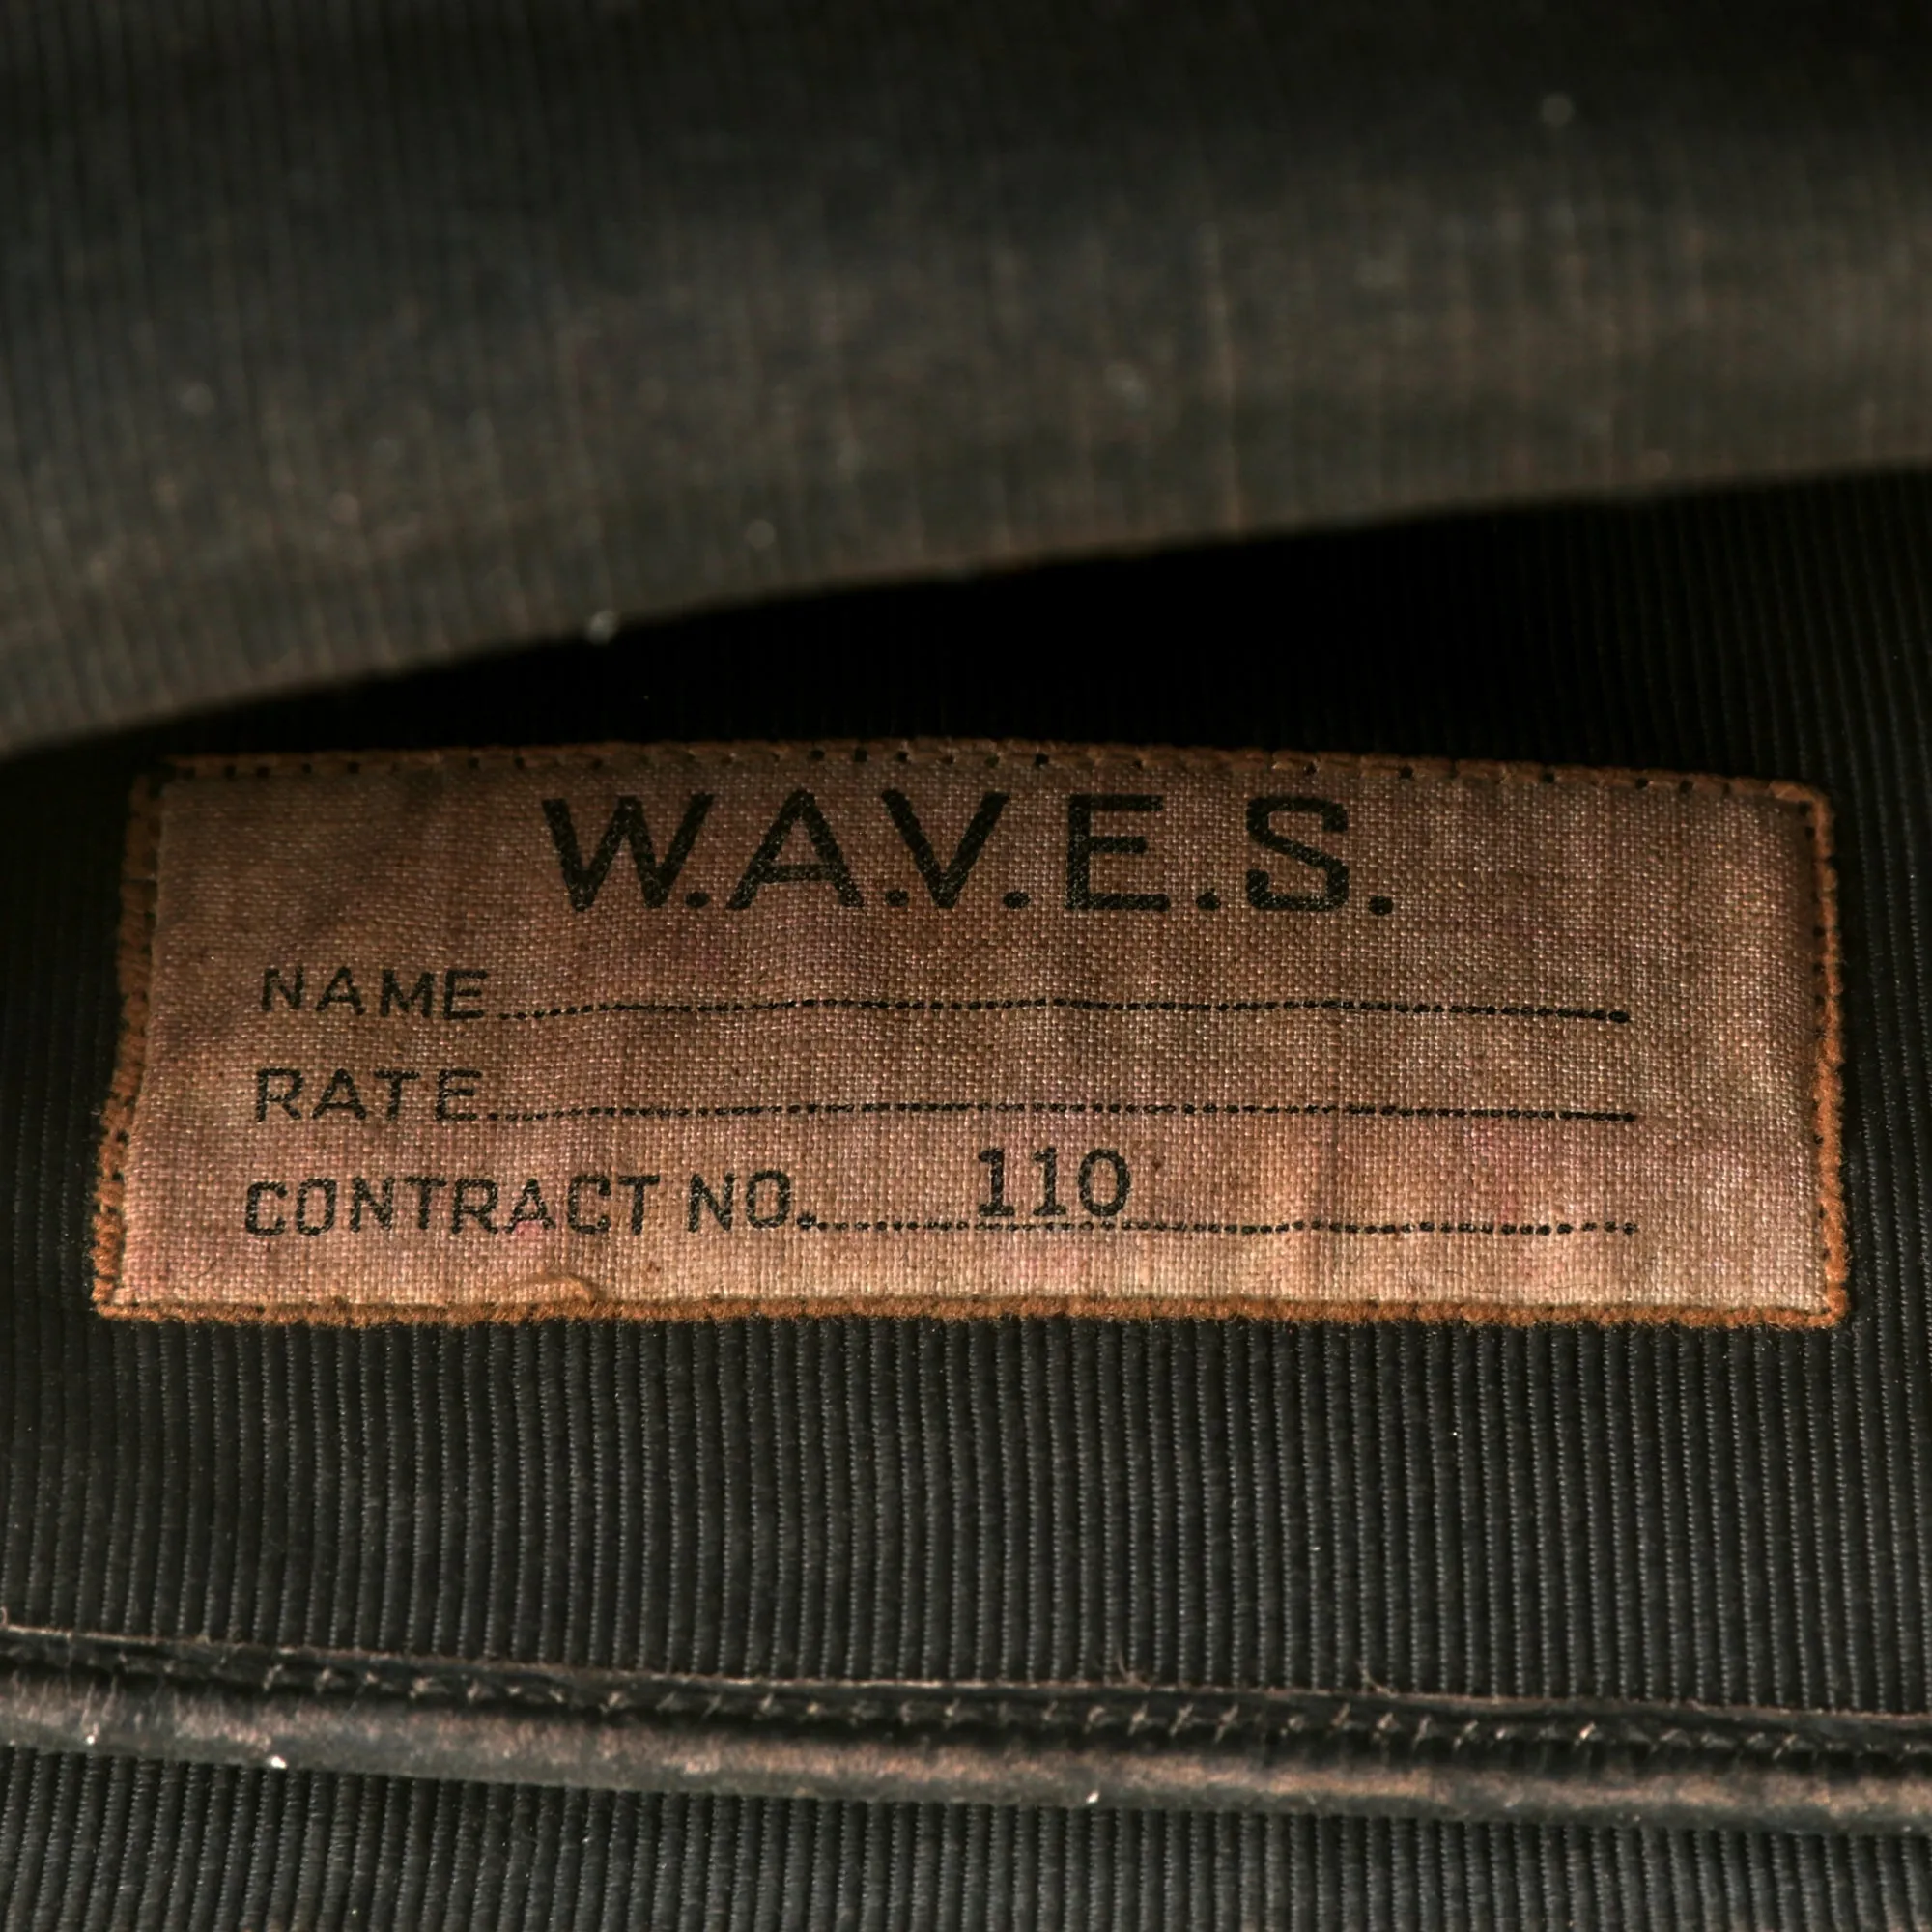 W.A.V.E.S.
NAME
RATE
CONTRACT NO. 110